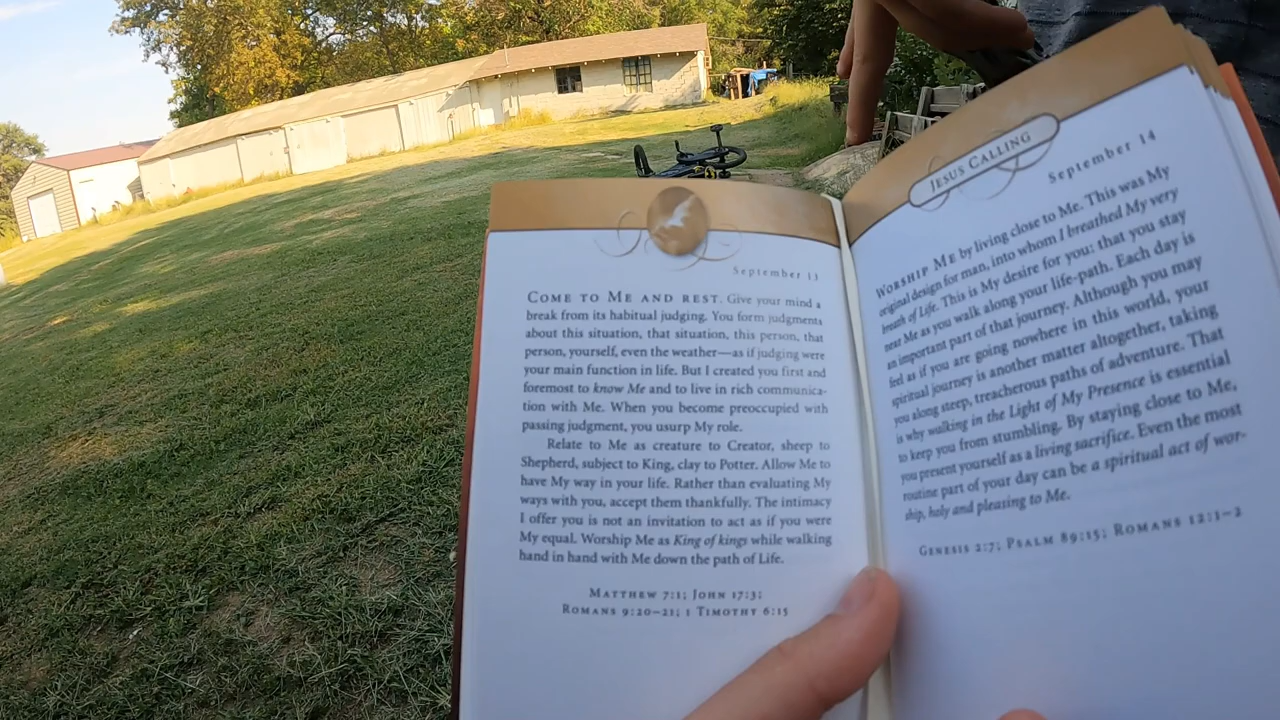 September 13
COME TO ME AND REST. Give your mind a
break from its habitual judging. You form judgments
about this situation, that situation, this person, that
person, yourself, even the weather—as if judging were
your main function in life. But I created you first and
foremost to know Me and to live in rich communica-
tion with Me. When you become preoccupied with
passing judgment, you usurp My role.
Relate to Me as creature to Creator, sheep to
Shepherd, subject to King, clay to Potter. Allow Me to
have My way in your life. Rather than evaluating My
ways with you, accept them thankfully. The intimacy
I offer you is not an invitation to act as if you were
My equal. Worship Me as King of kings while walking
hand in hand with Me down the path of Life.
MATTHEW 7:1; JOHN 17:3;
ROMANS 9:20–21; 1 TIMOTHY 6:15
JESUS CALLING
September 14
WORSHIP ME by living close to Me. This was My
original design for man, into whom I breathed My very
breath of Life. This is My desire for you: that you stay
near Me as you walk along your life-path. Each day is
an important part of that journey. Although you may
feel as if you are going nowhere in this world, your
spiritual journey is another matter altogether, taking
you along steep, treacherous paths of adventure. That
is why walking in the Light of My Presence is essential
to keep you from stumbling. By staying close to Me,
you present yourself as a living sacrifice. Even the most
routine part of your day can be a spiritual act of wor-
ship, holy and pleasing to Me.
GENESIS 2:7; PSALM 89:15; ROMANS 12:1–2